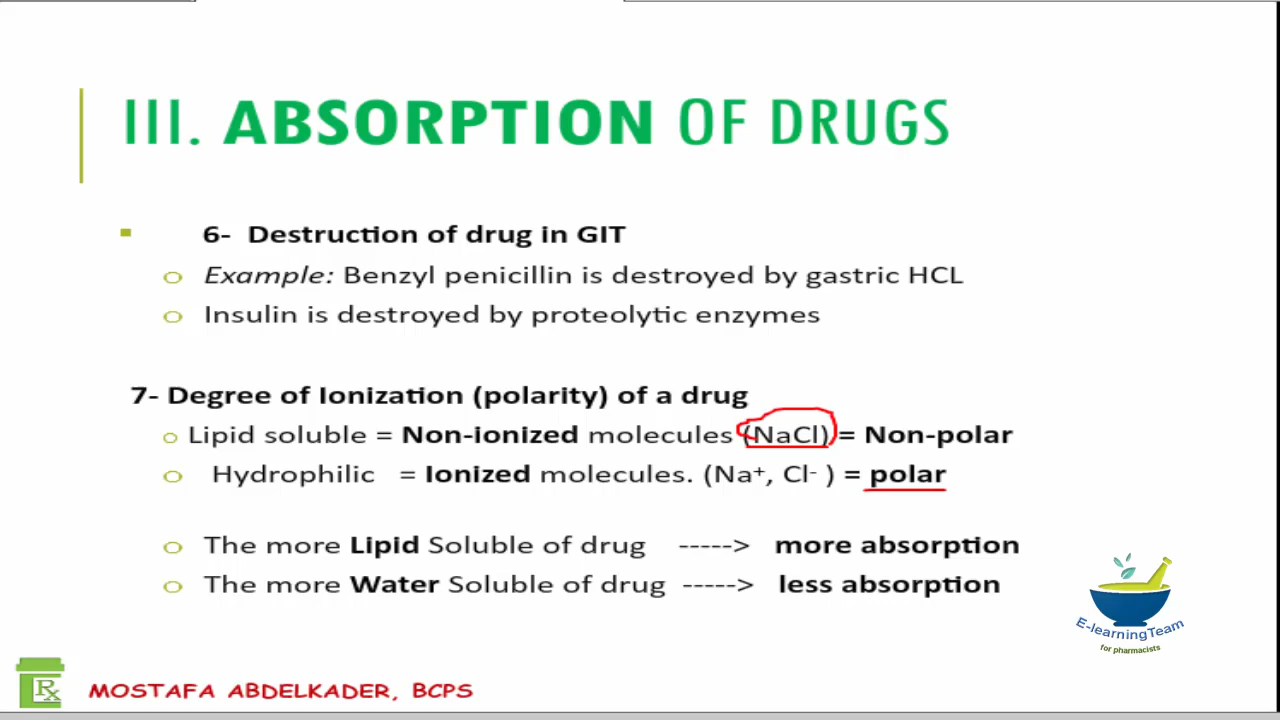 III. ABSORPTION OF DRUGS
6- Destruction of drug in GIT
Example: Benzyl penicillin is destroyed by gastric HCL
Insulin is destroyed by proteolytic enzymes
7- Degree of Ionization (polarity) of a drug
Lipid soluble = Non-ionized molecules (NaCl) = Non-polar
Hydrophilic = Ionized molecules. (Na⁺, Cl⁻ ) = polar
The more Lipid Soluble of drug -----> more absorption
The more Water Soluble of drug -----> less absorption
E-learningTeam
for pharmacists
Rx
MOSTAFA ABDELKADER, BCPS